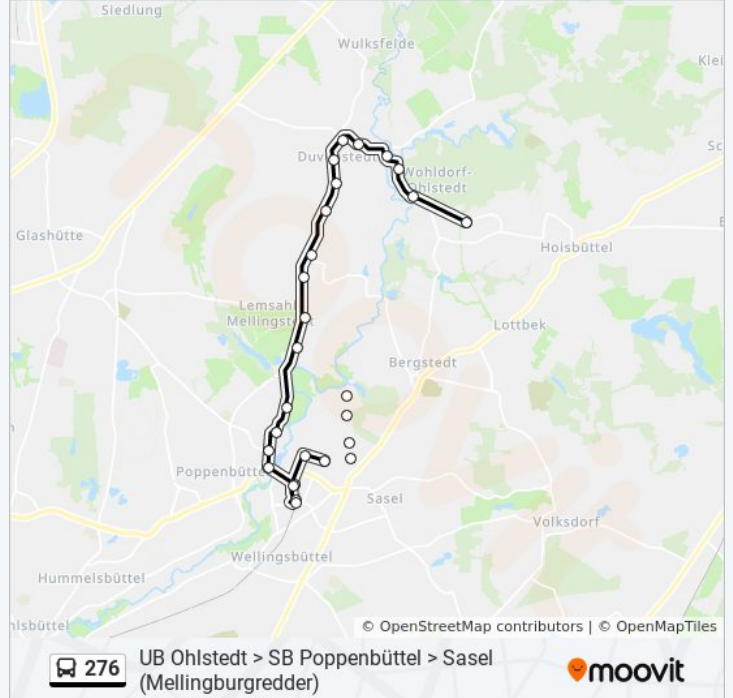 Siedlung
Wulksfelde
Klei
Duvenstedt
Sc
Wohldorf-
Ohlstedt
Glashütte
E
Hoisbüttel
Lemsahl
Mellingstedt
Lottbek
Bergstedt
Poppenbüttel
Sasel
Volksdorf
Wellingsbüttel
Hummelsbüttel
hlsbüttel
© OpenStreetMap contributors | © OpenMapTiles
276
UB Ohlstedt > SB Poppenbüttel > Sasel
(Mellingburgredder)
moovit